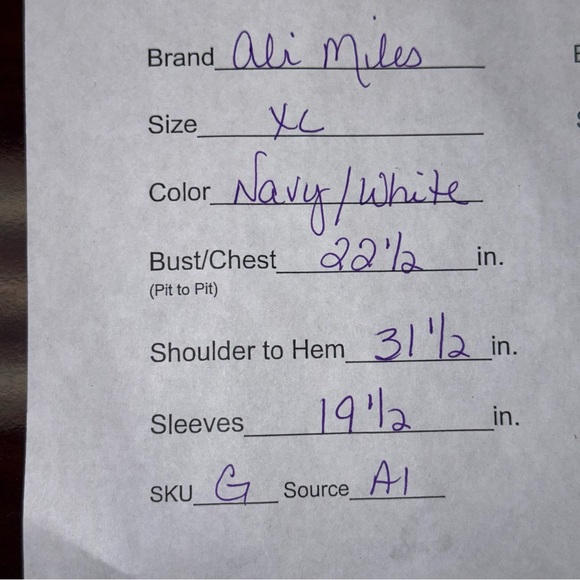 Brand Ali Miles
Size XL
Color Navy/White
Bust/Chest 22 1/2 in.
(Pit to Pit)
Shoulder to Hem 31 1/2 in.
Sleeves 19 1/2 in.
SKU G Source A1